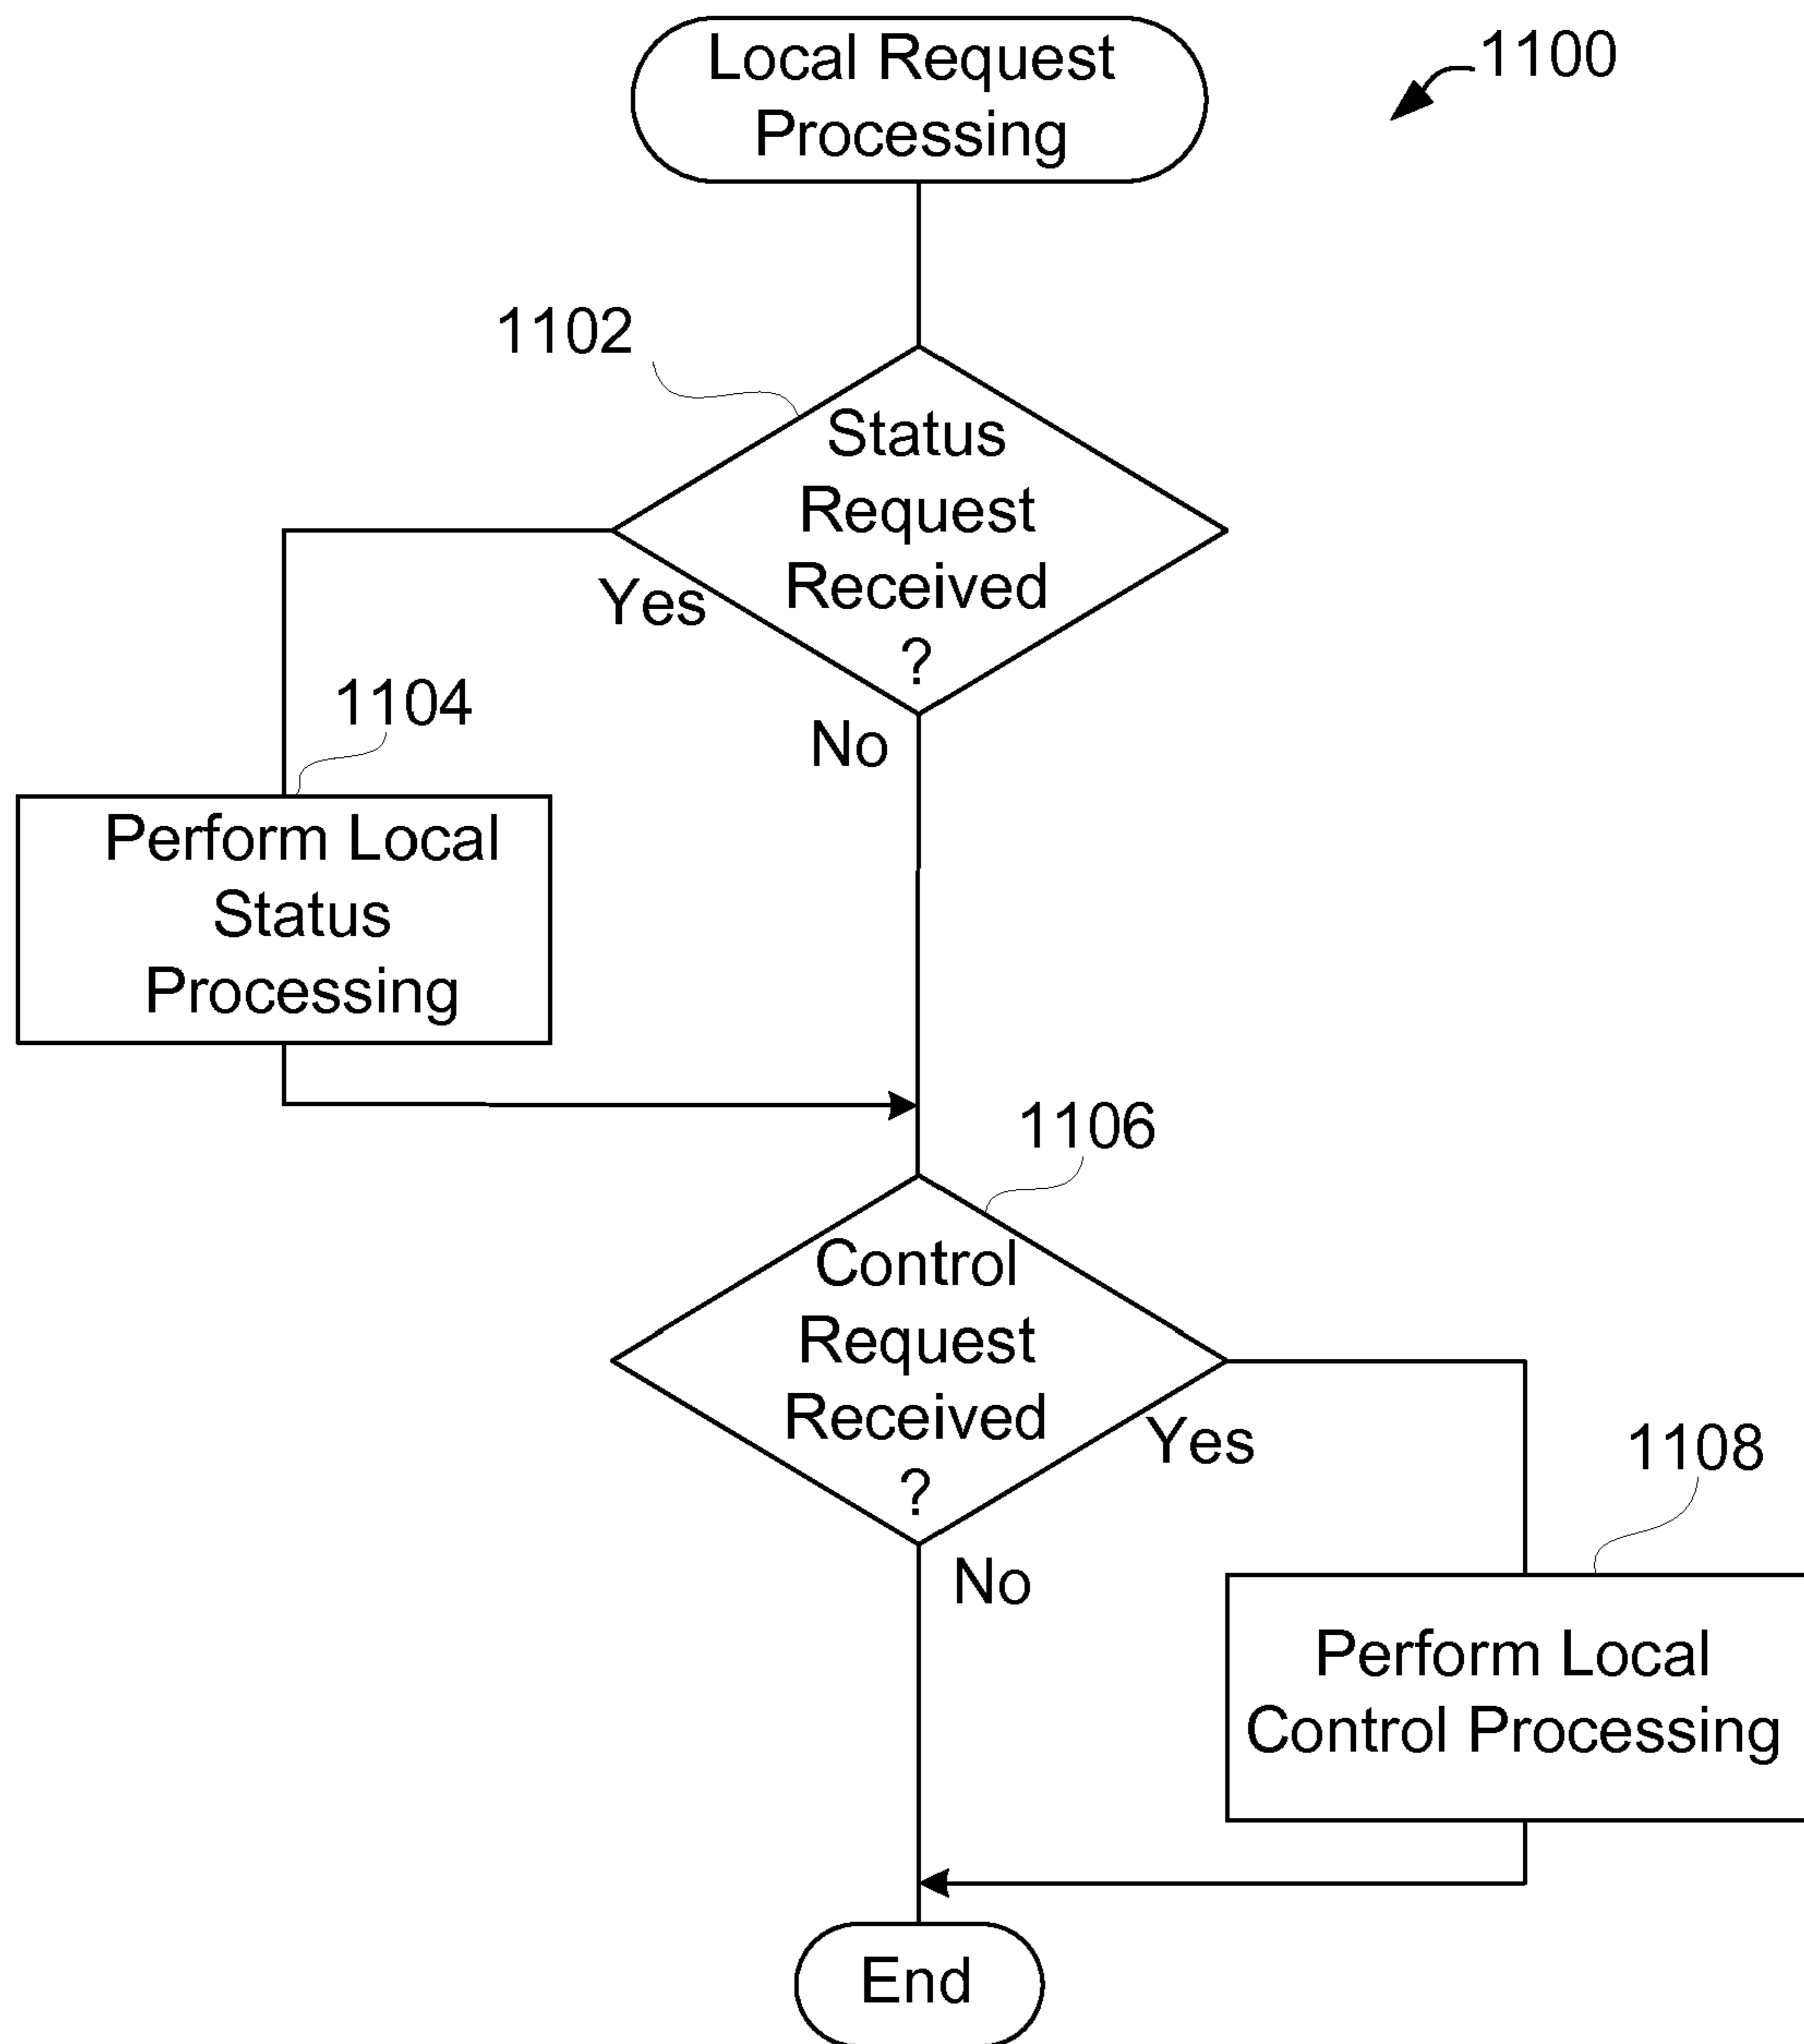 Local Request
Processing
1100
1102
Status
Request
Received
?
Yes
No
1104
Perform Local
Status
Processing
1106
Control
Request
Received
?
Yes
No
1108
Perform Local
Control Processing
End